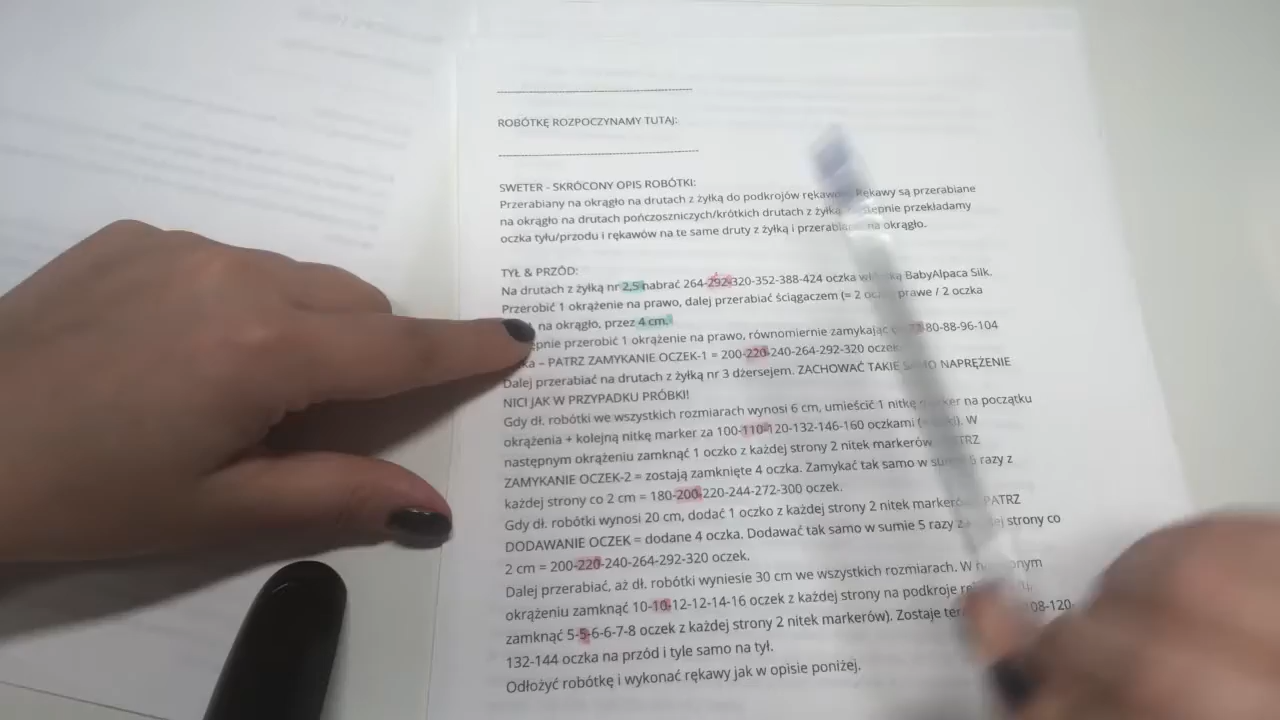 ROBÓTKĘ ROZPOCZYNAMY TUTAJ:
SWETER - SKRÓCONY OPIS ROBÓTKI:
Przerabiany na okrągło na drutach z żyłką do podkrojów rękawów. Rękawy są przerabiane
na okrągło na drutach pończoszniczych/krótkich drutach z żyłką. Następnie przekładamy
oczka tyłu/przodu i rękawów na te same druty z żyłką i przerabiamy na okrągło.
TYŁ & PRZÓD:
Na drutach z żyłką nr 2,5 nabrać 264-292-320-352-388-424 oczka włóczką BabyAlpaca Silk.
Przerobić 1 okrążenie na prawo, dalej przerabiać ściągaczem (= 2 oczka prawe / 2 oczka
na okrągło, przez 4 cm.
przerobić 1 okrążenie na prawo, równomiernie zamykając 80-88-96-104
– PATRZ ZAMYKANIE OCZEK-1 = 200-220-240-264-292-320 oczek.
Dalej przerabiać na drutach z żyłką nr 3 dżersejem. ZACHOWAĆ TAKIE SAMO NAPRĘŻENIE
NICI JAK W PRZYPADKU PRÓBKI!
Gdy dł. robótki we wszystkich rozmiarach wynosi 6 cm, umieścić 1 nitkę marker na początku
okrążenia + kolejną nitkę marker za 100-110-120-132-146-160 oczkami W
następnym okrążeniu zamknąć 1 oczko z każdej strony 2 nitek markerów PATRZ
ZAMYKANIE OCZEK-2 = zostają zamknięte 4 oczka. Zamykać tak samo w sumie 5 razy z
każdej strony co 2 cm = 180-200-220-244-272-300 oczek.
Gdy dł. robótki wynosi 20 cm, dodać 1 oczko z każdej strony 2 nitek markerów PATRZ
DODAWANIE OCZEK = dodane 4 oczka. Dodawać tak samo w sumie 5 razy z każdej strony co
2 cm = 200-220-240-264-292-320 oczek.
Dalej przerabiać, aż dł. robótki wyniesie 30 cm we wszystkich rozmiarach. W następnym
okrążeniu zamknąć 10-10-12-12-14-16 oczek z każdej strony na podkroje
zamknąć 5-5-6-6-7-8 oczek z każdej strony 2 nitek markerów). Zostaje 108-120-
132-144 oczka na przód i tyle samo na tył.
Odłożyć robótkę i wykonać rękawy jak w opisie poniżej.